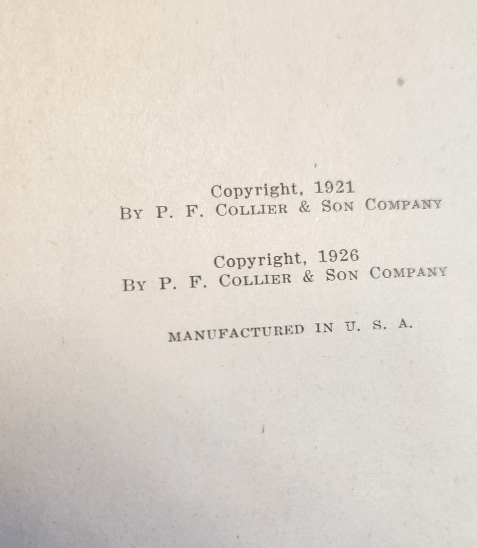 Copyright, 1921
By P. F. Collier & Son Company
Copyright, 1926
By P. F. Collier & Son Company
MANUFACTURED IN U. S. A.